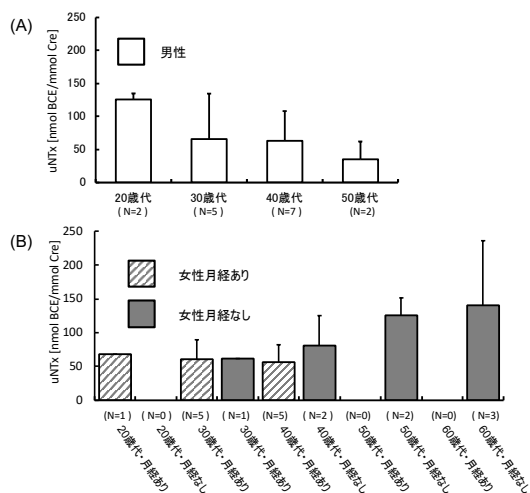 (A)
uNTx [nmol BCE/mmol Cre]
250
200
150
100
50
0
男性
20歳代 30歳代 40歳代 50歳代
( N=2 ) ( N=5 ) ( N=7 ) (N=2)
(B)
uNTx [nmol BCE/mmol Cre]
250
200
150
100
50
0
女性月経あり
女性月経なし
(N=1 ) ( N=0) (N=5 ) ( N=1) (N=5) ( N=2 ) (N=0) (N=2) (N=0) (N=3)
20歳代・月経あり
20歳代・月経なし
30歳代・月経あり
30歳代・月経なし
40歳代・月経あり
40歳代・月経なし
50歳代・月経あり
50歳代・月経なし
60歳代・月経あり
60歳代・月経なし